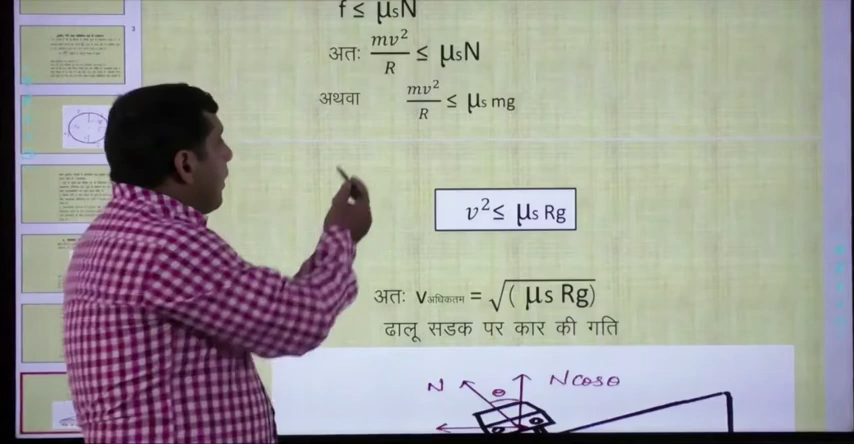 f ≤ μsN
अतः mv²/R ≤ μsN
अथवा mv²/R ≤ μs mg
v² ≤ μs Rg
अतः vअधिकतम = √( μs Rg)
ढालू सडक पर कार की गति
N θ Ncosθ
3